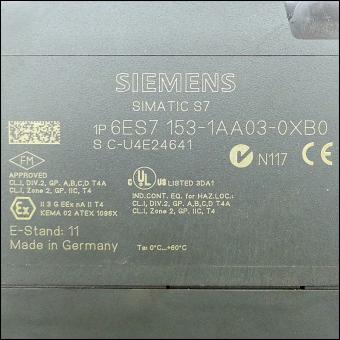 SIEMENS
SIMATIC S7
1P 6ES7 153-1AA03-0XB0
S C-U4E24641
N117 CE
FM
APPROVED
CL.I, DIV.2, GP. A,B,C,D T4A
CL.I, Zone 2, GP. IIC, T4
C UL US LISTED 3DA1
IND.CONT. EQ. for HAZ.LOC.:
CL.I, DIV.2, GP. A,B,C,D T4A
CL.I, Zone 2, GP. IIC, T4
Ex II 3 G EEx nA II T4
KEMA 02 ATEX 1096X
E-Stand: 11
Made in Germany
Ta: 0°C...+60°C